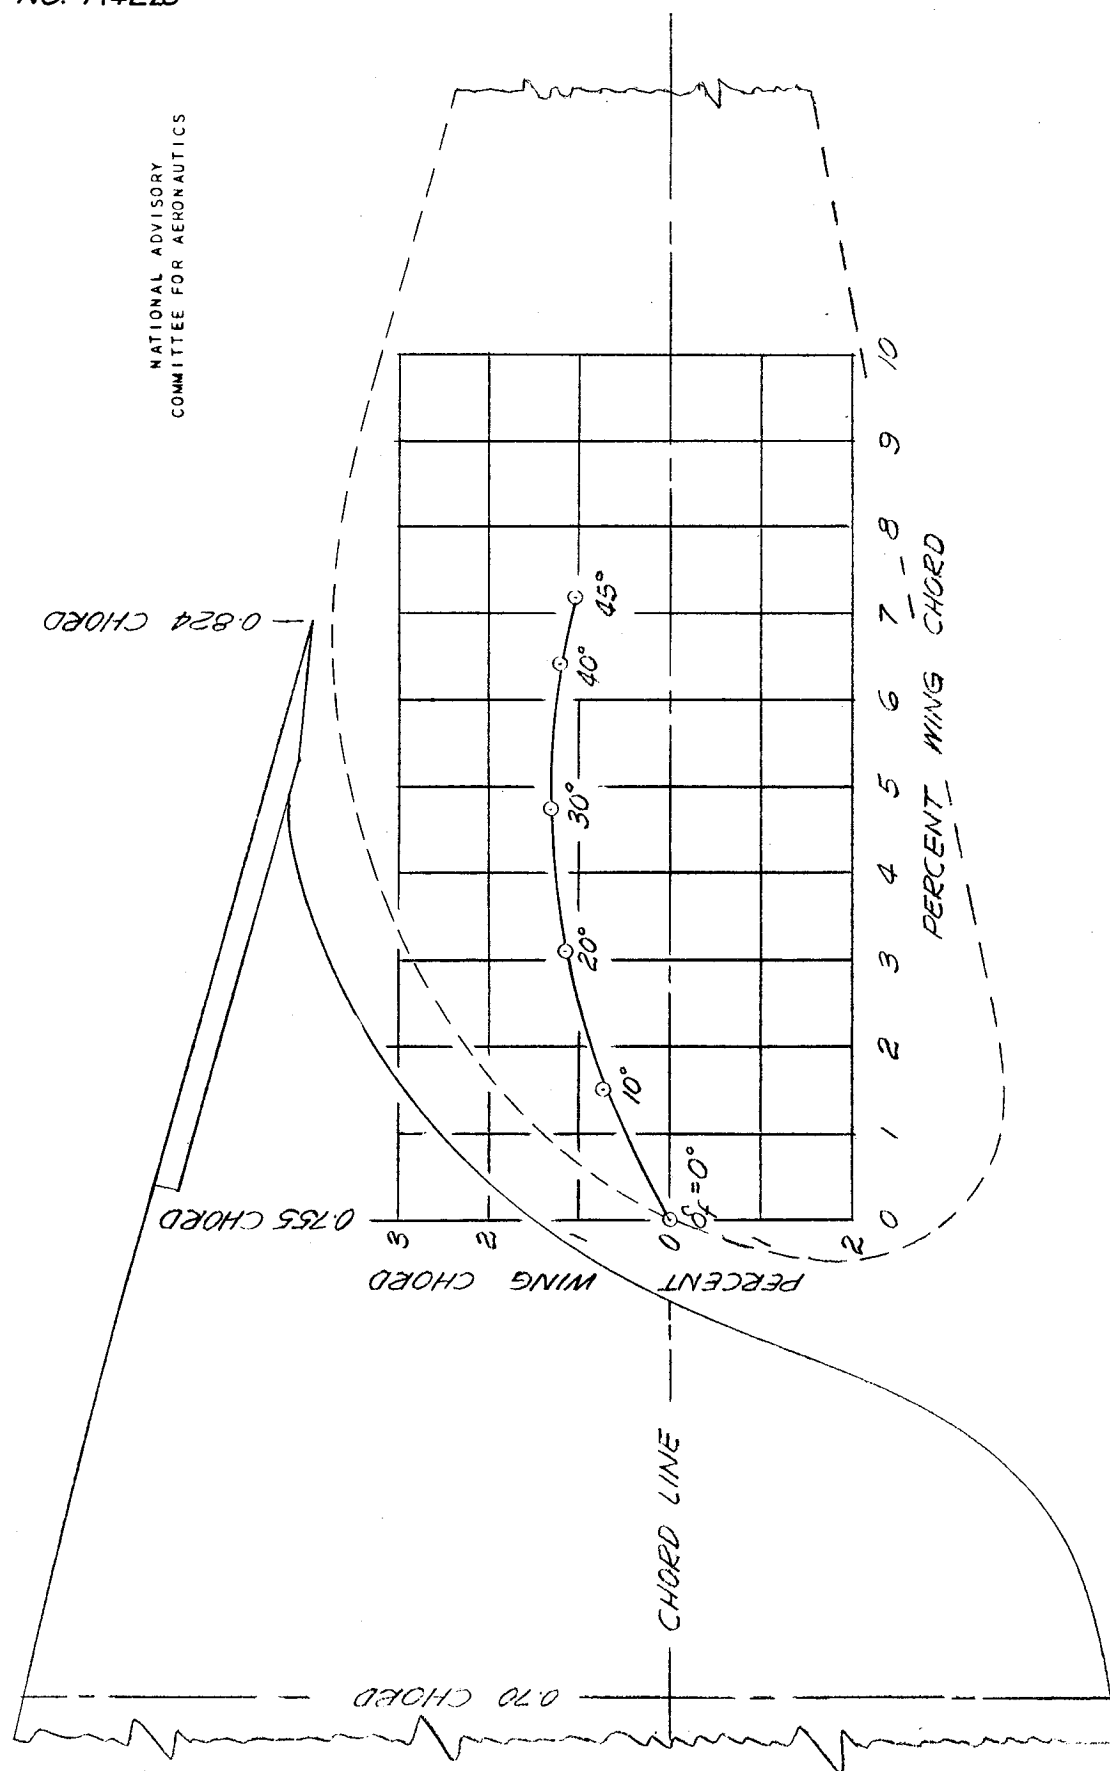 NATIONAL ADVISORY
COMMITTEE FOR AERONAUTICS
0.824 CHORD
0.755 CHORD
0.70 CHORD
CHORD LINE
PERCENT WING CHORD
3
2
1
0
1
2
PERCENT WING CHORD
0
1
2
3
4
5
6
7
8
9
10
δf = 0°
10°
20°
30°
40°
45°